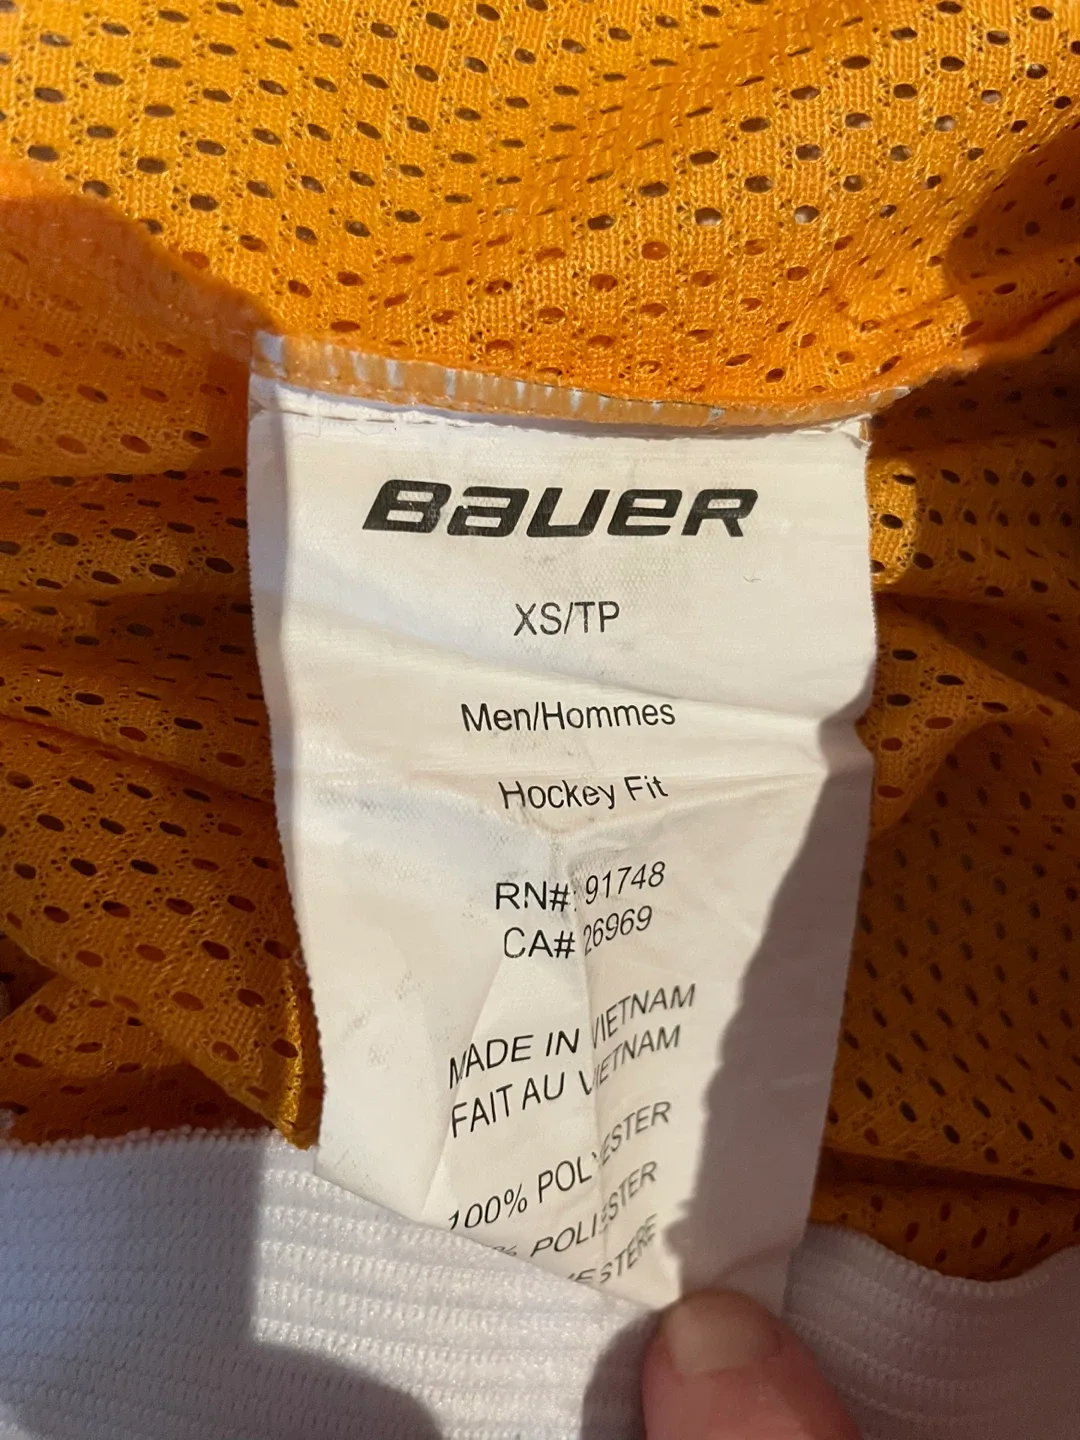 BAUER
XS/TP
Men/Hommes
Hockey Fit
RN#: 91748
CA# 26969
MADE IN VIETNAM
FAIT AU VIETNAM
100% POLYESTER
% POLIESTER